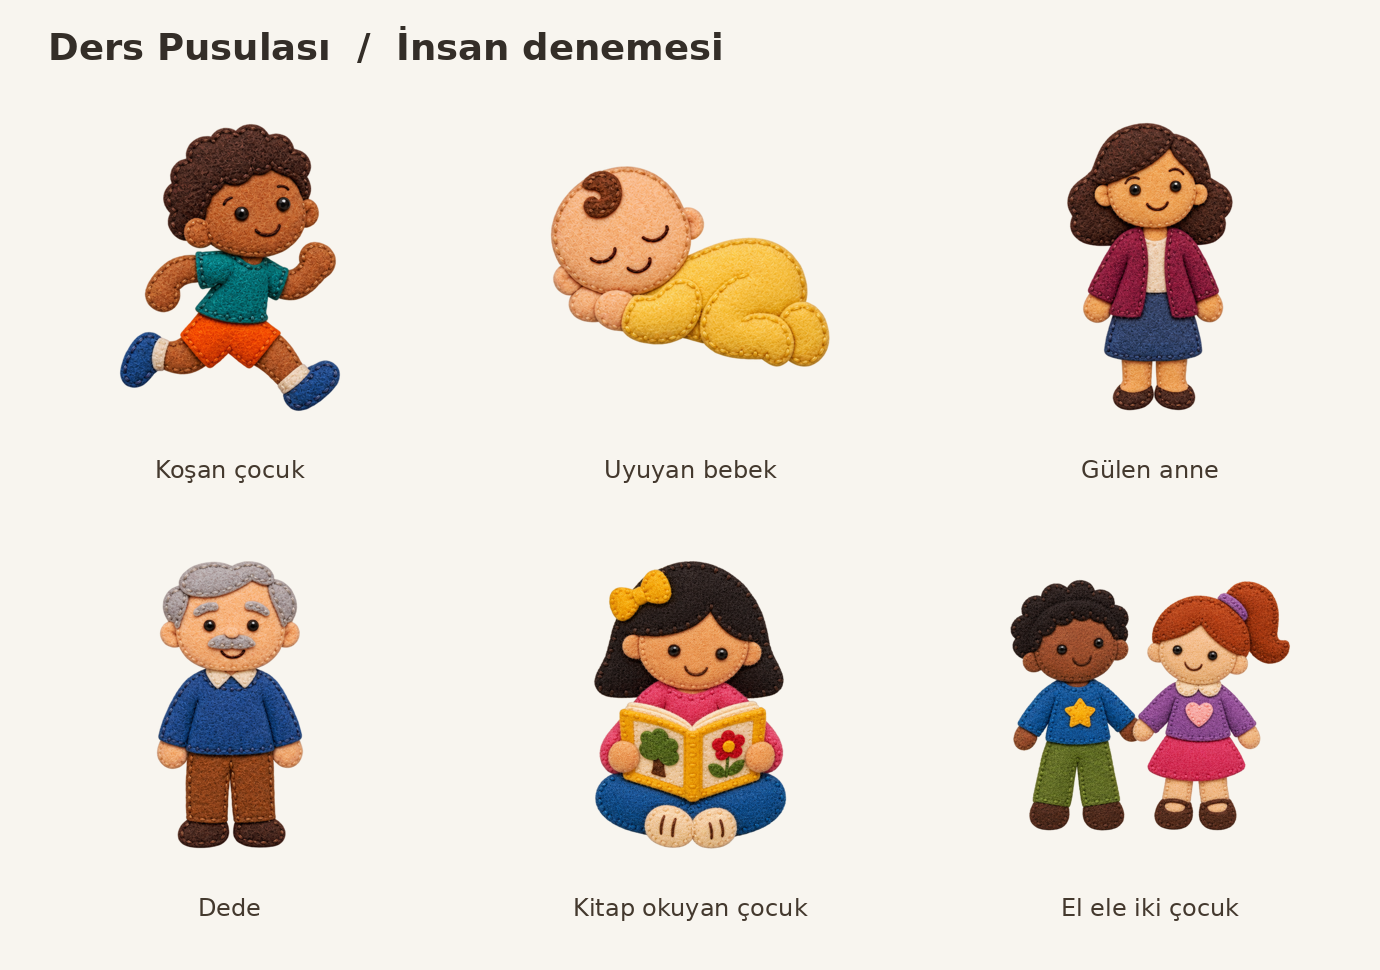 Ders Pusulası / İnsan denemesi
Koşan çocuk
Uyuyan bebek
Gülen anne
Dede
Kitap okuyan çocuk
El ele iki çocuk